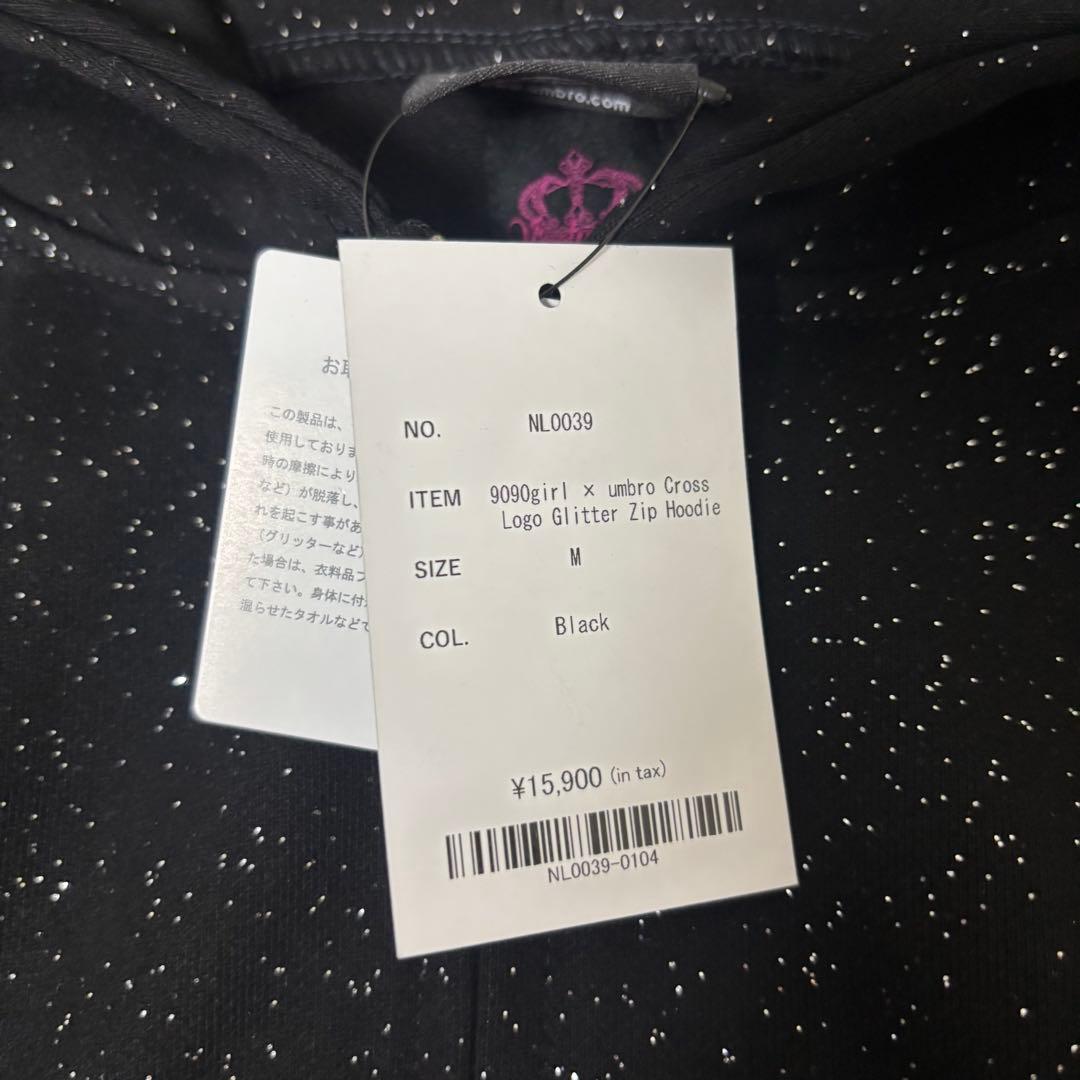 umbro.com
お取
この製品は、
使用しておりま
時の摩擦により
など）が脱落し、
れを起こす事があ
（グリッターなど）
た場合は、衣料品ブ
て下さい。身体に付
湿らせたタオルなどで
NO. NL0039
ITEM 9090girl × umbro Cross
Logo Glitter Zip Hoodie
SIZE M
COL. Black
¥15,900 (in tax)
NL0039-0104